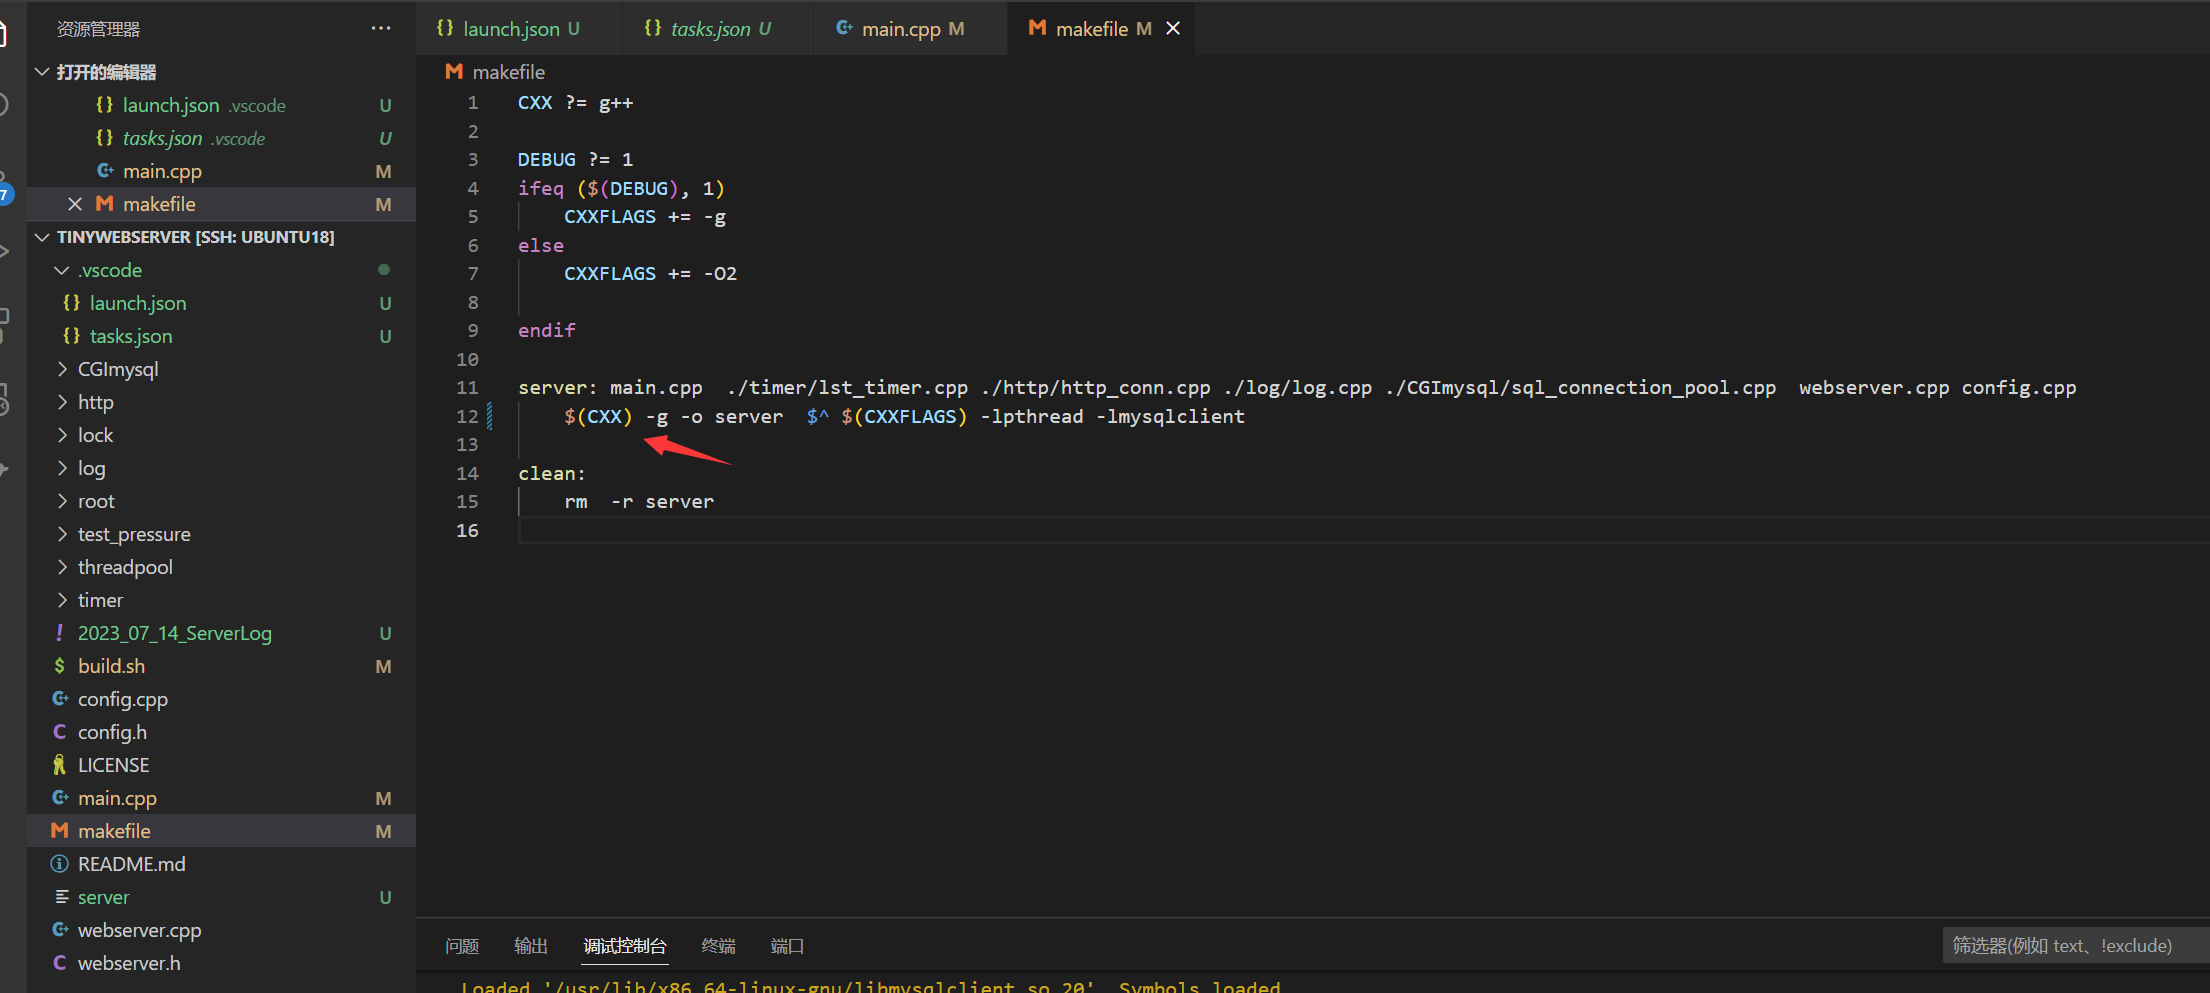 资源管理器 ···
打开的编辑器
{} launch.json .vscode U
{} tasks.json .vscode U
main.cpp M
makefile M
7
TINYWEBSERVER [SSH: UBUNTU18]
.vscode
{} launch.json U
{} tasks.json U
CGImysql
http
lock
log
root
test_pressure
threadpool
timer
! 2023_07_14_ServerLog U
$ build.sh M
config.cpp
C config.h
LICENSE
main.cpp M
M makefile M
README.md
server U
webserver.cpp
C webserver.h
{} launch.json U {} tasks.json U main.cpp M M makefile M
M makefile
1 CXX ?= g++
2
3 DEBUG ?= 1
4 ifeq ($(DEBUG), 1)
5 CXXFLAGS += -g
6 else
7 CXXFLAGS += -O2
8
9 endif
10
11 server: main.cpp  ./timer/lst_timer.cpp ./http/http_conn.cpp ./log/log.cpp ./CGImysql/sql_connection_pool.cpp  webserver.cpp config.cpp
12 $(CXX) -g -o server  $^ $(CXXFLAGS) -lpthread -lmysqlclient
13
14 clean:
15 rm  -r server
16
问题 输出 调试控制台 终端 端口 筛选器(例如 text、!exclude)
Loaded '/usr/lib/x86_64-linux-gnu/libmysqlclient.so.20'. Symbols loaded.